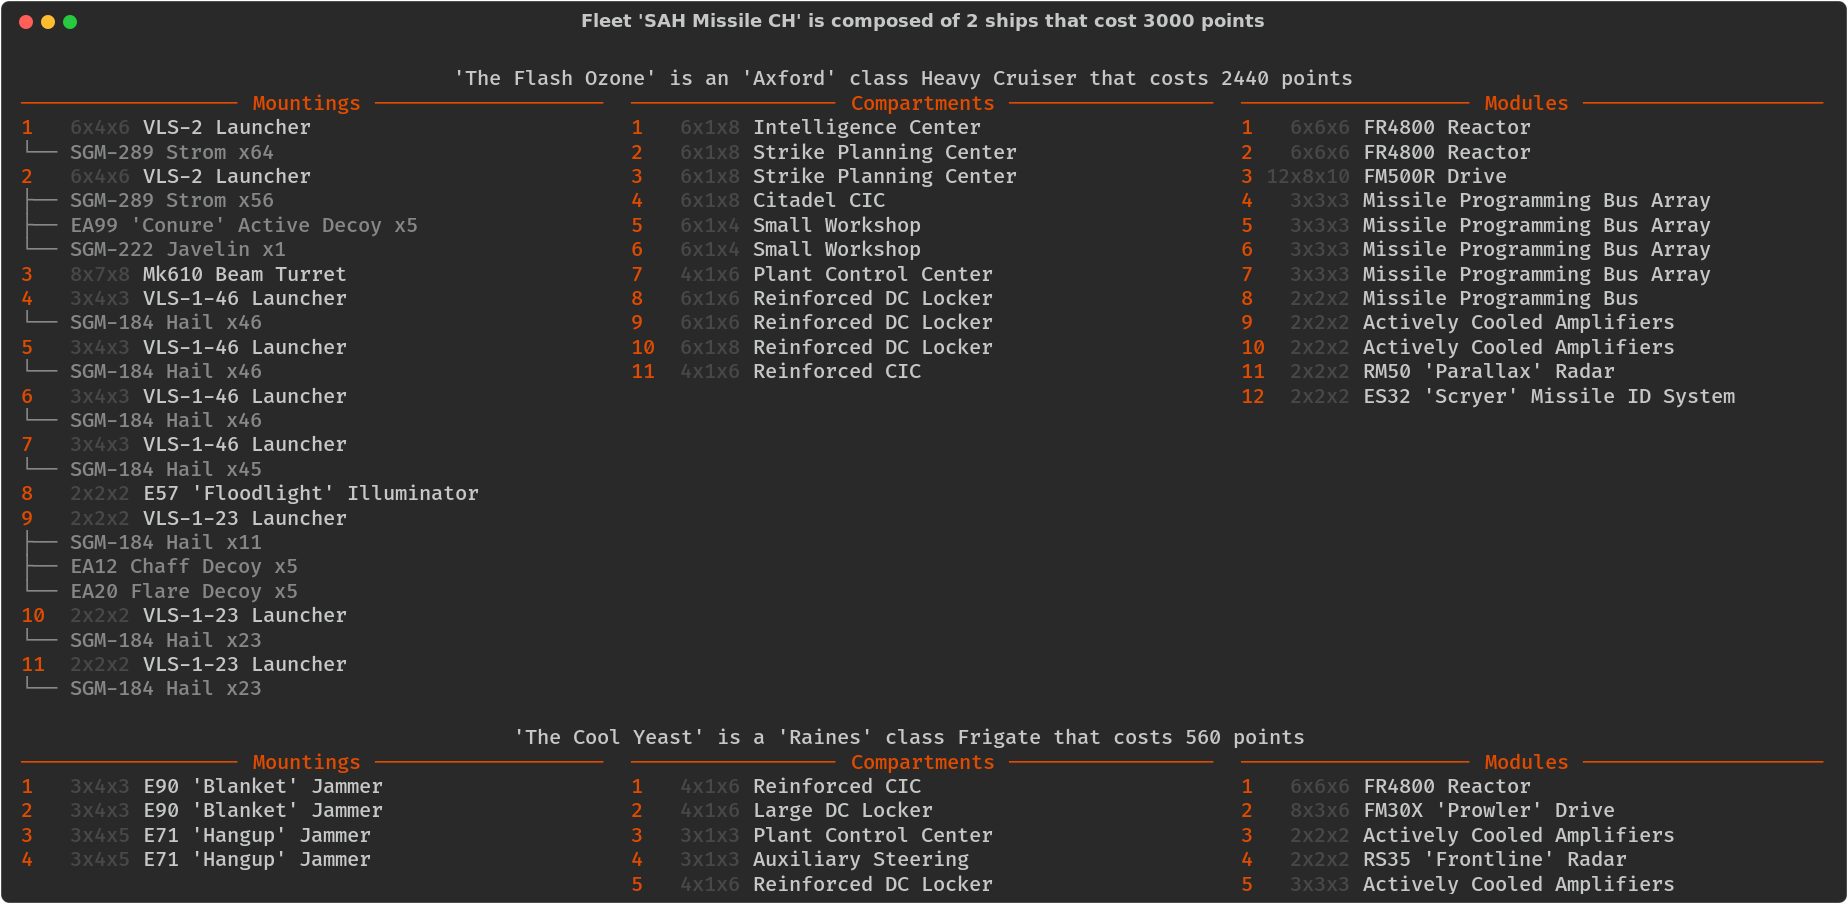 Fleet 'SAH Missile CH' is composed of 2 ships that cost 3000 points
'The Flash Ozone' is an 'Axford' class Heavy Cruiser that costs 2440 points
Mountings
1 6x4x6 VLS-2 Launcher
SGM-289 Strom x64
2 6x4x6 VLS-2 Launcher
SGM-289 Strom x56
EA99 'Conure' Active Decoy x5
SGM-222 Javelin x1
3 8x7x8 Mk610 Beam Turret
4 3x4x3 VLS-1-46 Launcher
SGM-184 Hail x46
5 3x4x3 VLS-1-46 Launcher
SGM-184 Hail x46
6 3x4x3 VLS-1-46 Launcher
SGM-184 Hail x46
7 3x4x3 VLS-1-46 Launcher
SGM-184 Hail x45
8 2x2x2 E57 'Floodlight' Illuminator
9 2x2x2 VLS-1-23 Launcher
SGM-184 Hail x11
EA12 Chaff Decoy x5
EA20 Flare Decoy x5
10 2x2x2 VLS-1-23 Launcher
SGM-184 Hail x23
11 2x2x2 VLS-1-23 Launcher
SGM-184 Hail x23
Compartments
1 6x1x8 Intelligence Center
2 6x1x8 Strike Planning Center
3 6x1x8 Strike Planning Center
4 6x1x8 Citadel CIC
5 6x1x4 Small Workshop
6 6x1x4 Small Workshop
7 4x1x6 Plant Control Center
8 6x1x6 Reinforced DC Locker
9 6x1x6 Reinforced DC Locker
10 6x1x8 Reinforced DC Locker
11 4x1x6 Reinforced CIC
Modules
1 6x6x6 FR4800 Reactor
2 6x6x6 FR4800 Reactor
3 12x8x10 FM500R Drive
4 3x3x3 Missile Programming Bus Array
5 3x3x3 Missile Programming Bus Array
6 3x3x3 Missile Programming Bus Array
7 3x3x3 Missile Programming Bus Array
8 2x2x2 Missile Programming Bus
9 2x2x2 Actively Cooled Amplifiers
10 2x2x2 Actively Cooled Amplifiers
11 2x2x2 RM50 'Parallax' Radar
12 2x2x2 ES32 'Scryer' Missile ID System
'The Cool Yeast' is a 'Raines' class Frigate that costs 560 points
Mountings
1 3x4x3 E90 'Blanket' Jammer
2 3x4x3 E90 'Blanket' Jammer
3 3x4x5 E71 'Hangup' Jammer
4 3x4x5 E71 'Hangup' Jammer
Compartments
1 4x1x6 Reinforced CIC
2 4x1x6 Large DC Locker
3 3x1x3 Plant Control Center
4 3x1x3 Auxiliary Steering
5 4x1x6 Reinforced DC Locker
Modules
1 6x6x6 FR4800 Reactor
2 8x3x6 FM30X 'Prowler' Drive
3 2x2x2 Actively Cooled Amplifiers
4 2x2x2 RS35 'Frontline' Radar
5 3x3x3 Actively Cooled Amplifiers